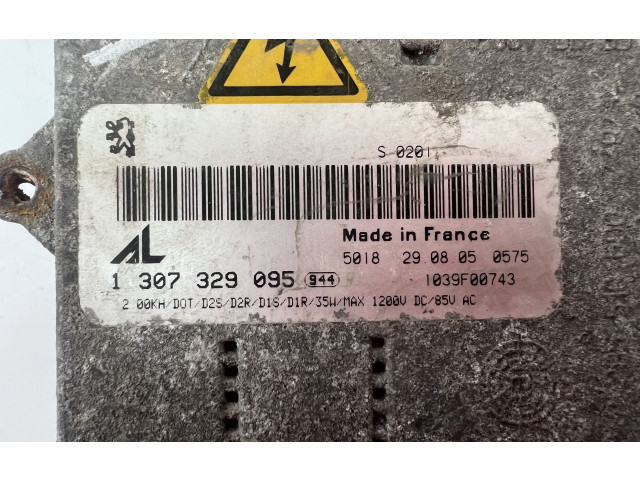 S 0201
AL
Made in France
5018 29.08 05 0575
1 307 329 095 944 1039F00743
2 00KH/DOT/D2S/D2R/D1S/D1R/35W/MAX 1200V DC/85V AC